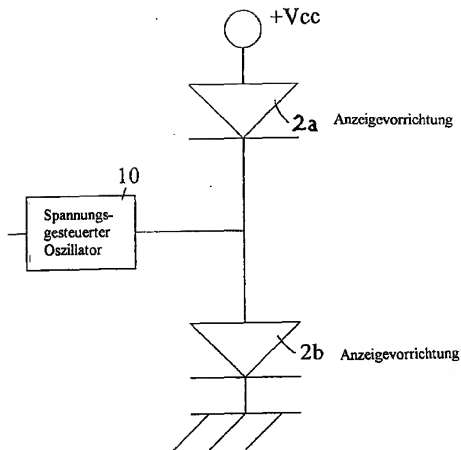 +Vcc
2a Anzeigevorrichtung
10
Spannungs-
gesteuerter
Oszillator
2b Anzeigevorrichtung